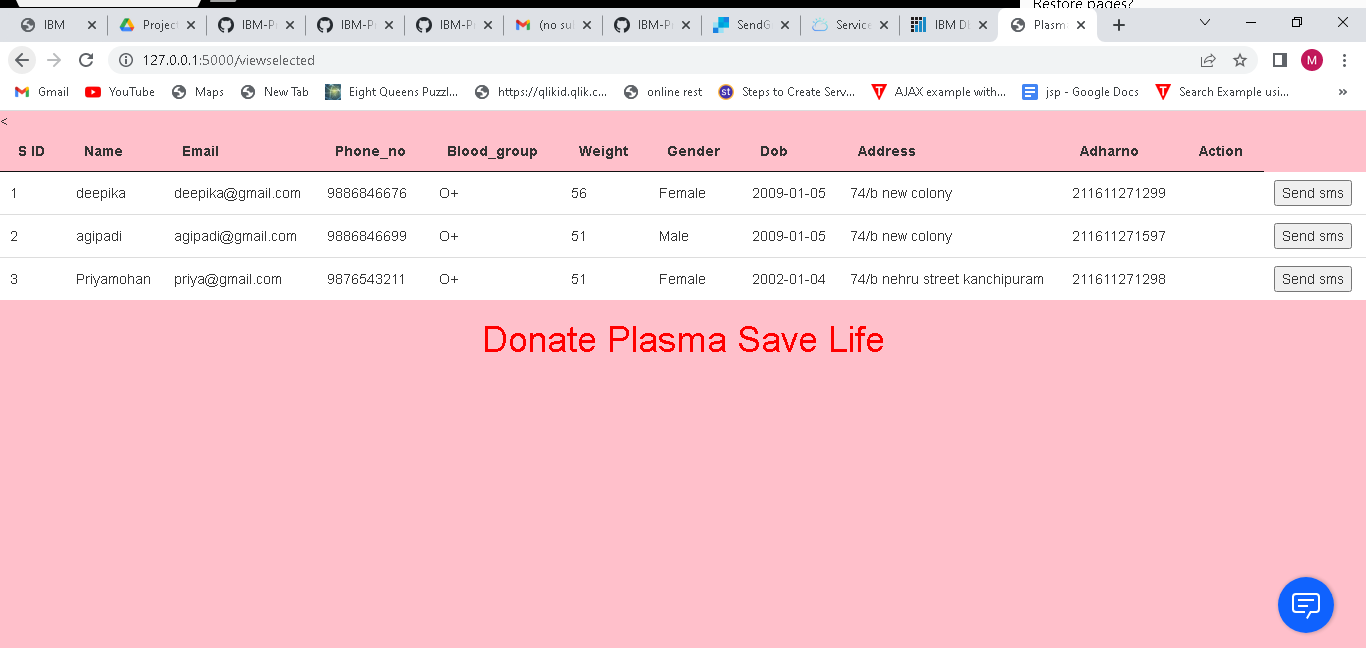 Restore pages?
IBM Project IBM-P IBM-P IBM-P (no su IBM-P SendG Service IBM D Plasm
127.0.0.1:5000/viewselected M
Gmail YouTube Maps New Tab Eight Queens Puzzl... https://qlikid.qlik.c... online rest st Steps to Create Serv... AJAX example with... jsp - Google Docs Search Example usi... »
<
S ID Name Email Phone_no Blood_group Weight Gender Dob Address Adharno Action
1 deepika deepika@gmail.com 9886846676 O+ 56 Female 2009-01-05 74/b new colony 211611271299 Send sms
2 agipadi agipadi@gmail.com 9886846699 O+ 51 Male 2009-01-05 74/b new colony 211611271597 Send sms
3 Priyamohan priya@gmail.com 9876543211 O+ 51 Female 2002-01-04 74/b nehru street kanchipuram 211611271298 Send sms
Donate Plasma Save Life